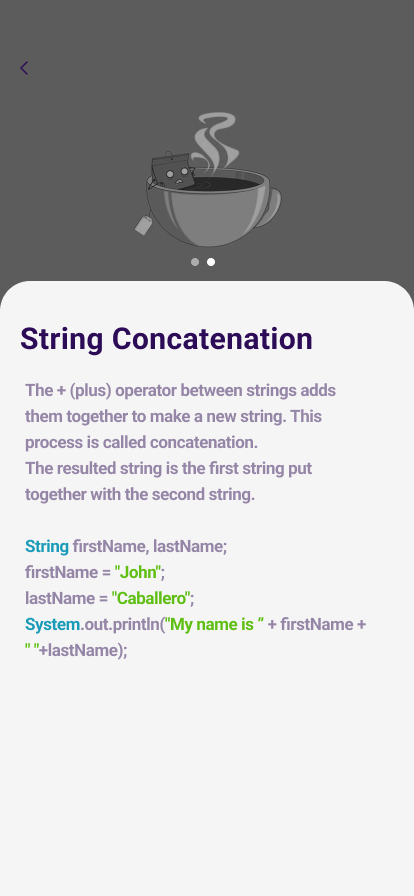 String Concatenation
The + (plus) operator between strings adds
them together to make a new string. This
process is called concatenation.
The resulted string is the first string put
together with the second string.
String firstName, lastName;
firstName = "John";
lastName = "Caballero";
System.out.println("My name is ” + firstName +
" "+lastName);